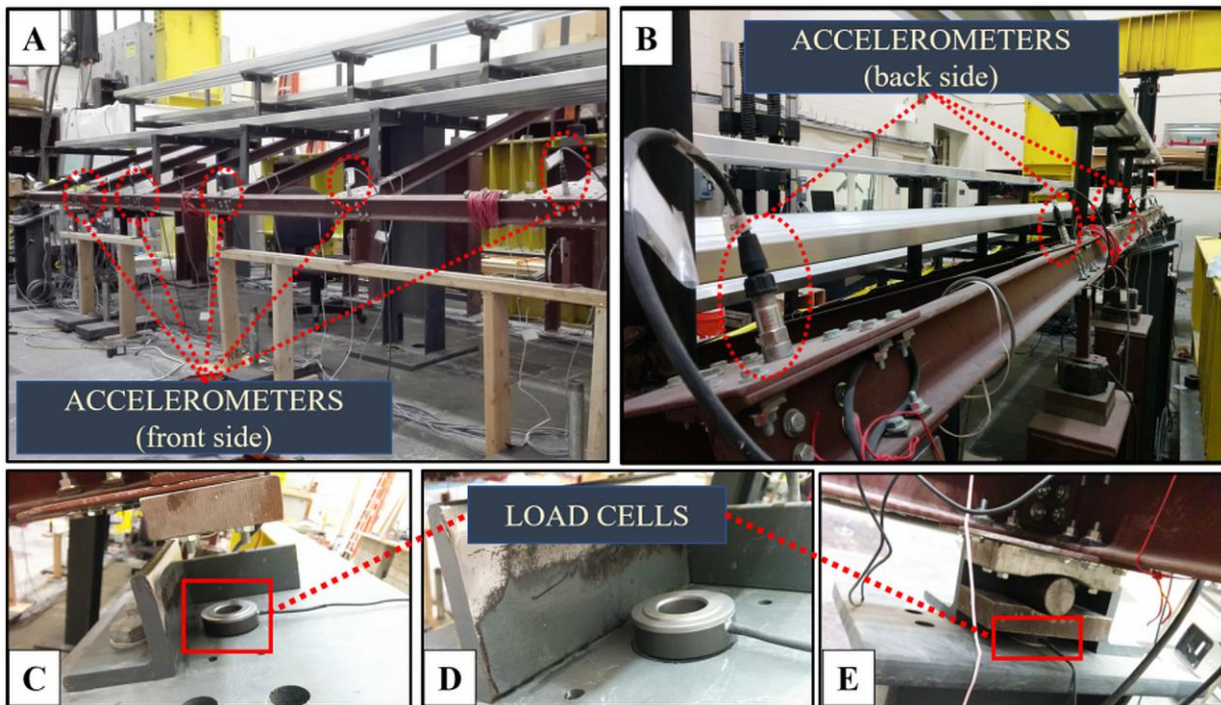 A
B
ACCELEROMETERS
(back side)
ACCELEROMETERS
(front side)
LOAD CELLS
C
D
E